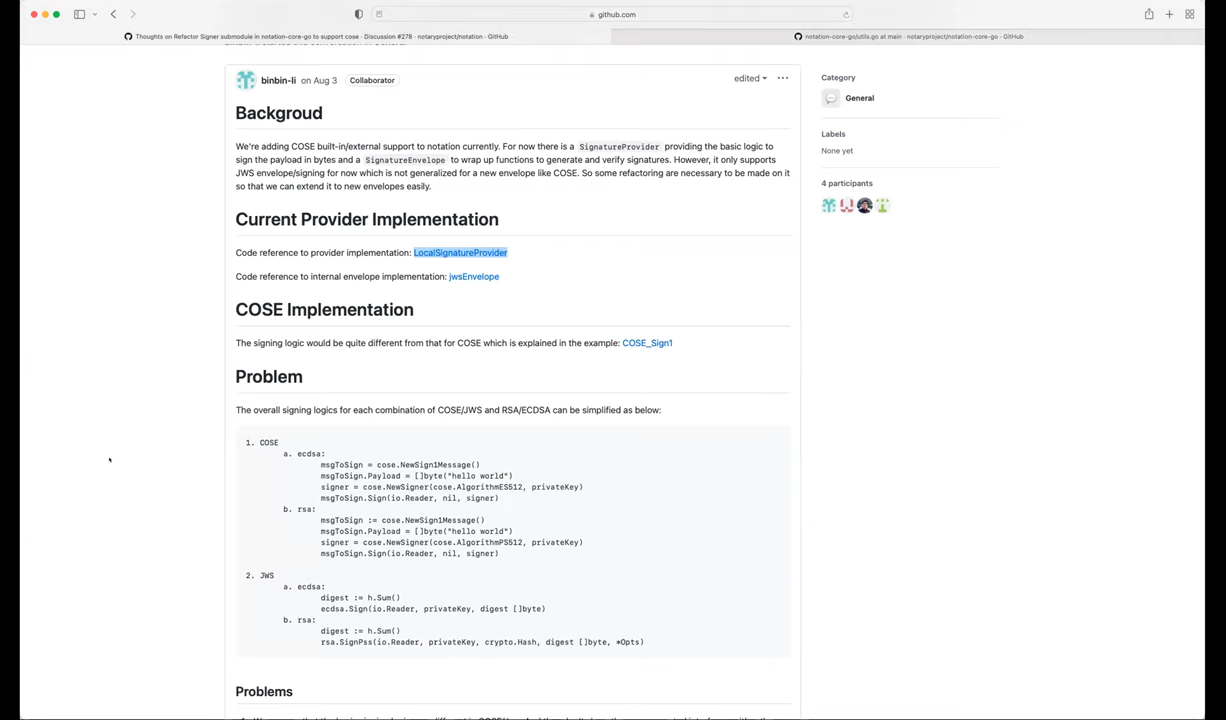 github.com
Thoughts on Refactor Signer submodule in notation-core-go to support cose · Discussion #278 · notaryproject/notation · GitHub
notation-core-go/utils.go at main · notaryproject/notation-core-go · GitHub
binbin-li on Aug 3 Collaborator
edited
Category
General
Labels
None yet
4 participants
Backgroud
We're adding COSE built-in/external support to notation currently. For now there is a SignatureProvider providing the basic logic to
sign the payload in bytes and a SignatureEnvelope to wrap up functions to generate and verify signatures. However, it only supports
JWS envelope/signing for now which is not generalized for a new envelope like COSE. So some refactoring are necessary to be made on it
so that we can extend it to new envelopes easily.
Current Provider Implementation
Code reference to provider implementation: LocalSignatureProvider
Code reference to internal envelope implementation: jwsEnvelope
COSE Implementation
The signing logic would be quite different from that for COSE which is explained in the example: COSE_Sign1
Problem
The overall signing logics for each combination of COSE/JWS and RSA/ECDSA can be simplified as below:
1. COSE
a. ecdsa:
msgToSign = cose.NewSign1Message()
msgToSign.Payload = []byte("hello world")
signer = cose.NewSigner(cose.AlgorithmES512, privateKey)
msgToSign.Sign(io.Reader, nil, signer)
b. rsa:
msgToSign := cose.NewSign1Message()
msgToSign.Payload = []byte("hello world")
signer = cose.NewSigner(cose.AlgorithmPS512, privateKey)
msgToSign.Sign(io.Reader, nil, signer)
2. JWS
a. ecdsa:
digest := h.Sum()
ecdsa.Sign(io.Reader, privateKey, digest []byte)
b. rsa:
digest := h.Sum()
rsa.SignPss(io.Reader, privateKey, crypto.Hash, digest []byte, *Opts)
Problems